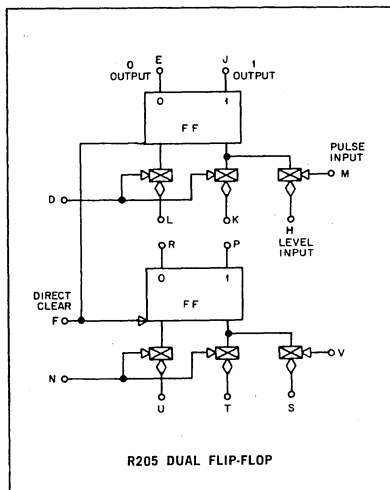 E J
0 OUTPUT 1 OUTPUT
0 1
FF
PULSE INPUT
M
D
L K H
LEVEL INPUT
R P
0 1
DIRECT CLEAR
F
FF
V
N
U T S
R205 DUAL FLIP-FLOP